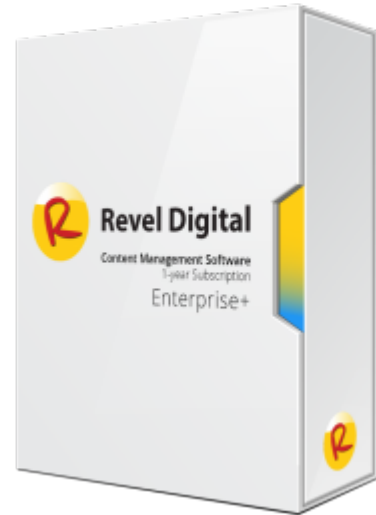 R
Revel Digital
Content Management Software
1-year Subscription
Enterprise+
R